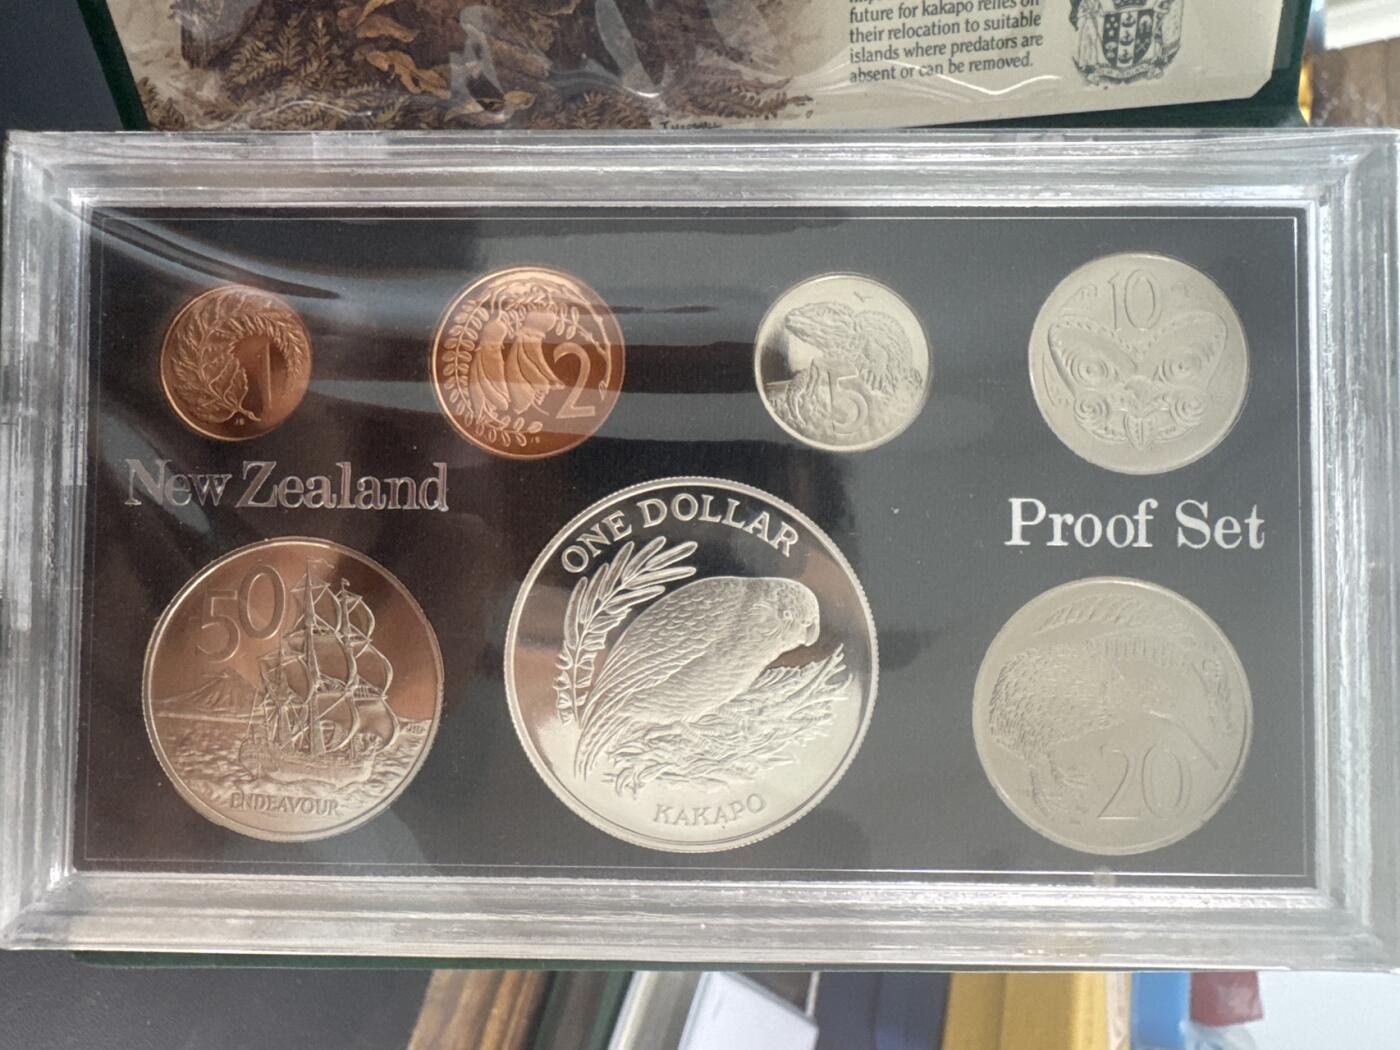 future for kakapo relies on
their relocation to suitable
islands where predators are
absent or can be removed.
1
2
5
10
New Zealand
Proof Set
50
ENDEAVOUR
ONE DOLLAR
KAKAPO
20